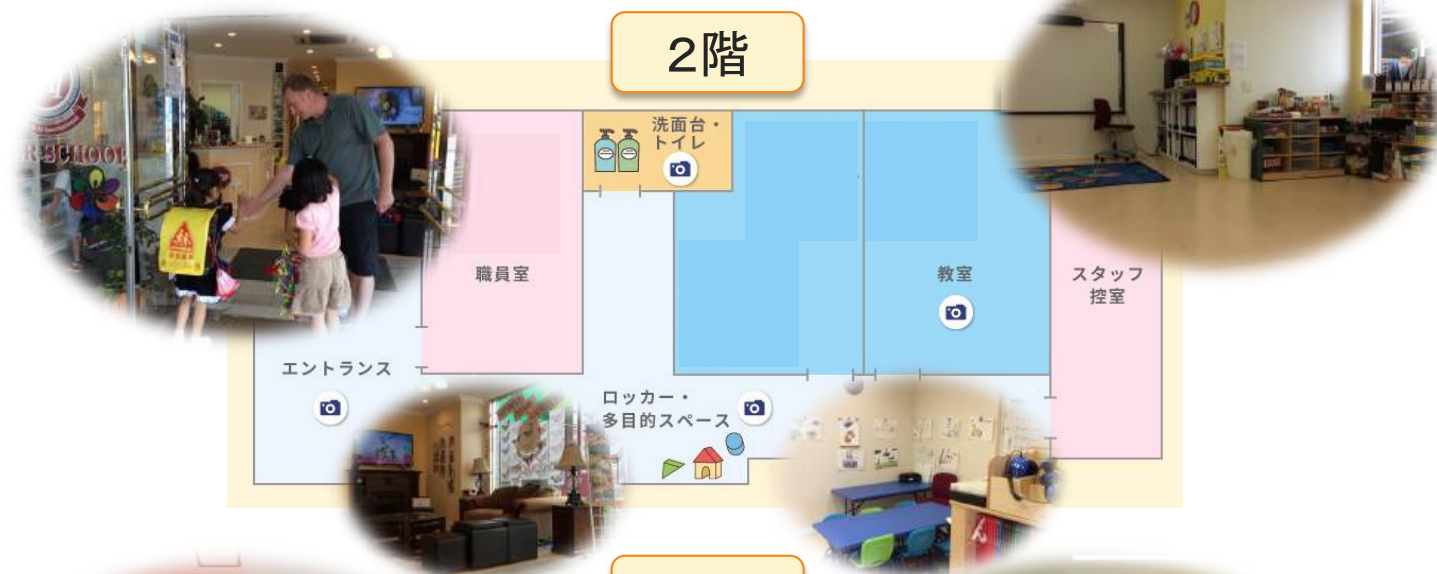 2階
洗面台・
トイレ
職員室
教室
スタッフ
控室
エントランス
ロッカー・
多目的スペース
ん